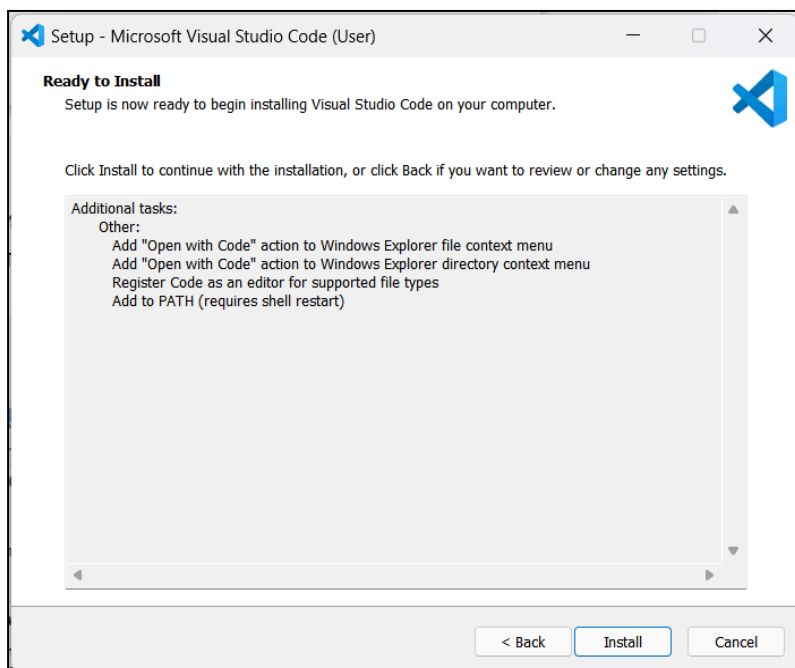 Setup - Microsoft Visual Studio Code (User)
Ready to Install
Setup is now ready to begin installing Visual Studio Code on your computer.
Click Install to continue with the installation, or click Back if you want to review or change any settings.
Additional tasks:
Other:
Add "Open with Code" action to Windows Explorer file context menu
Add "Open with Code" action to Windows Explorer directory context menu
Register Code as an editor for supported file types
Add to PATH (requires shell restart)
< Back
Install
Cancel